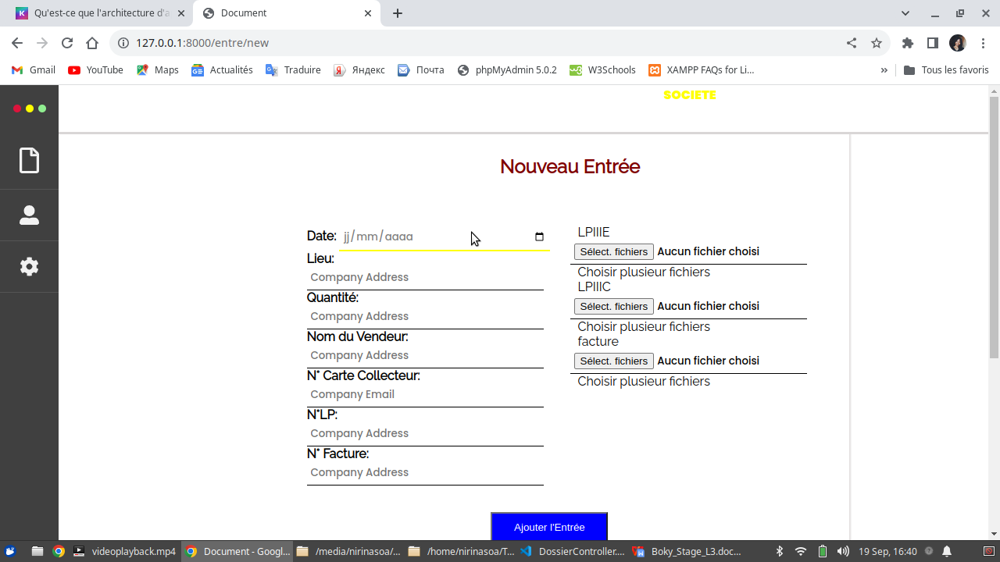 Qu'est-ce que l'architecture d'a
Document
127.0.0.1:8000/entre/new
Gmail
YouTube
Maps
Actualités
Traduire
Яндекс
Почта
phpMyAdmin 5.0.2
W3Schools
XAMPP FAQs for Li...
»
Tous les favoris
SOCIETE
Nouveau Entrée
Date: jj/mm/aaaa
Lieu:
Company Address
Quantité:
Company Address
Nom du Vendeur:
Company Address
N° Carte Collecteur:
Company Email
N°LP:
Company Address
N° Facture:
Company Address
LPIIIE
Sélect. fichiers Aucun fichier choisi
Choisir plusieur fichiers
LPIIIC
Sélect. fichiers Aucun fichier choisi
Choisir plusieur fichiers
facture
Sélect. fichiers Aucun fichier choisi
Choisir plusieur fichiers
Ajouter l'Entrée
videoplayback.mp4
Document - Googl...
/media/nirinasoa/...
/home/nirinasoa/T...
DossierController....
Boky_Stage_L3.doc...
19 Sep, 16:40